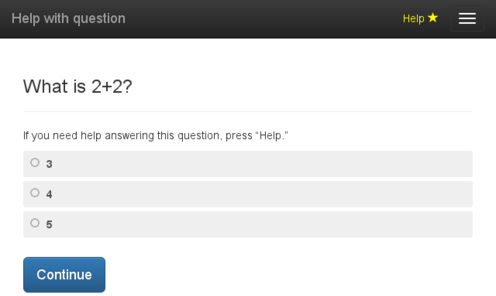 Help with question
Help
What is 2+2?
If you need help answering this question, press “Help.”
3
4
5
Continue